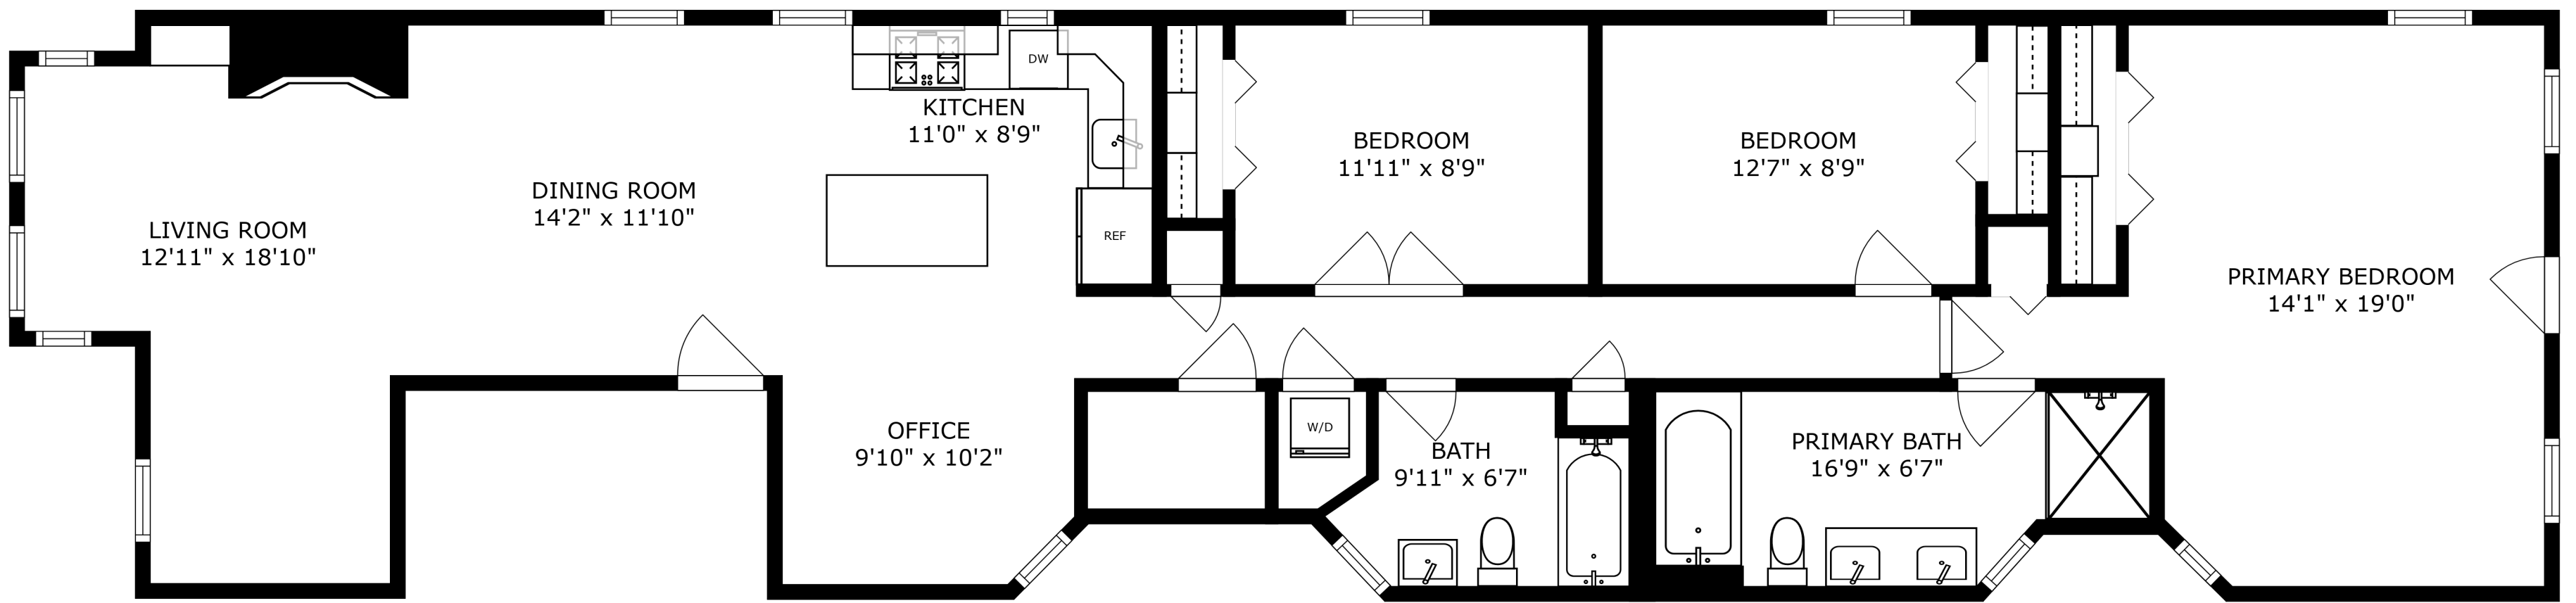 LIVING ROOM
12'11" x 18'10"
DINING ROOM
14'2" x 11'10"
KITCHEN
11'0" x 8'9"
DW
REF
OFFICE
9'10" x 10'2"
BEDROOM
11'11" x 8'9"
BEDROOM
12'7" x 8'9"
W/D
BATH
9'11" x 6'7"
PRIMARY BATH
16'9" x 6'7"
PRIMARY BEDROOM
14'1" x 19'0"